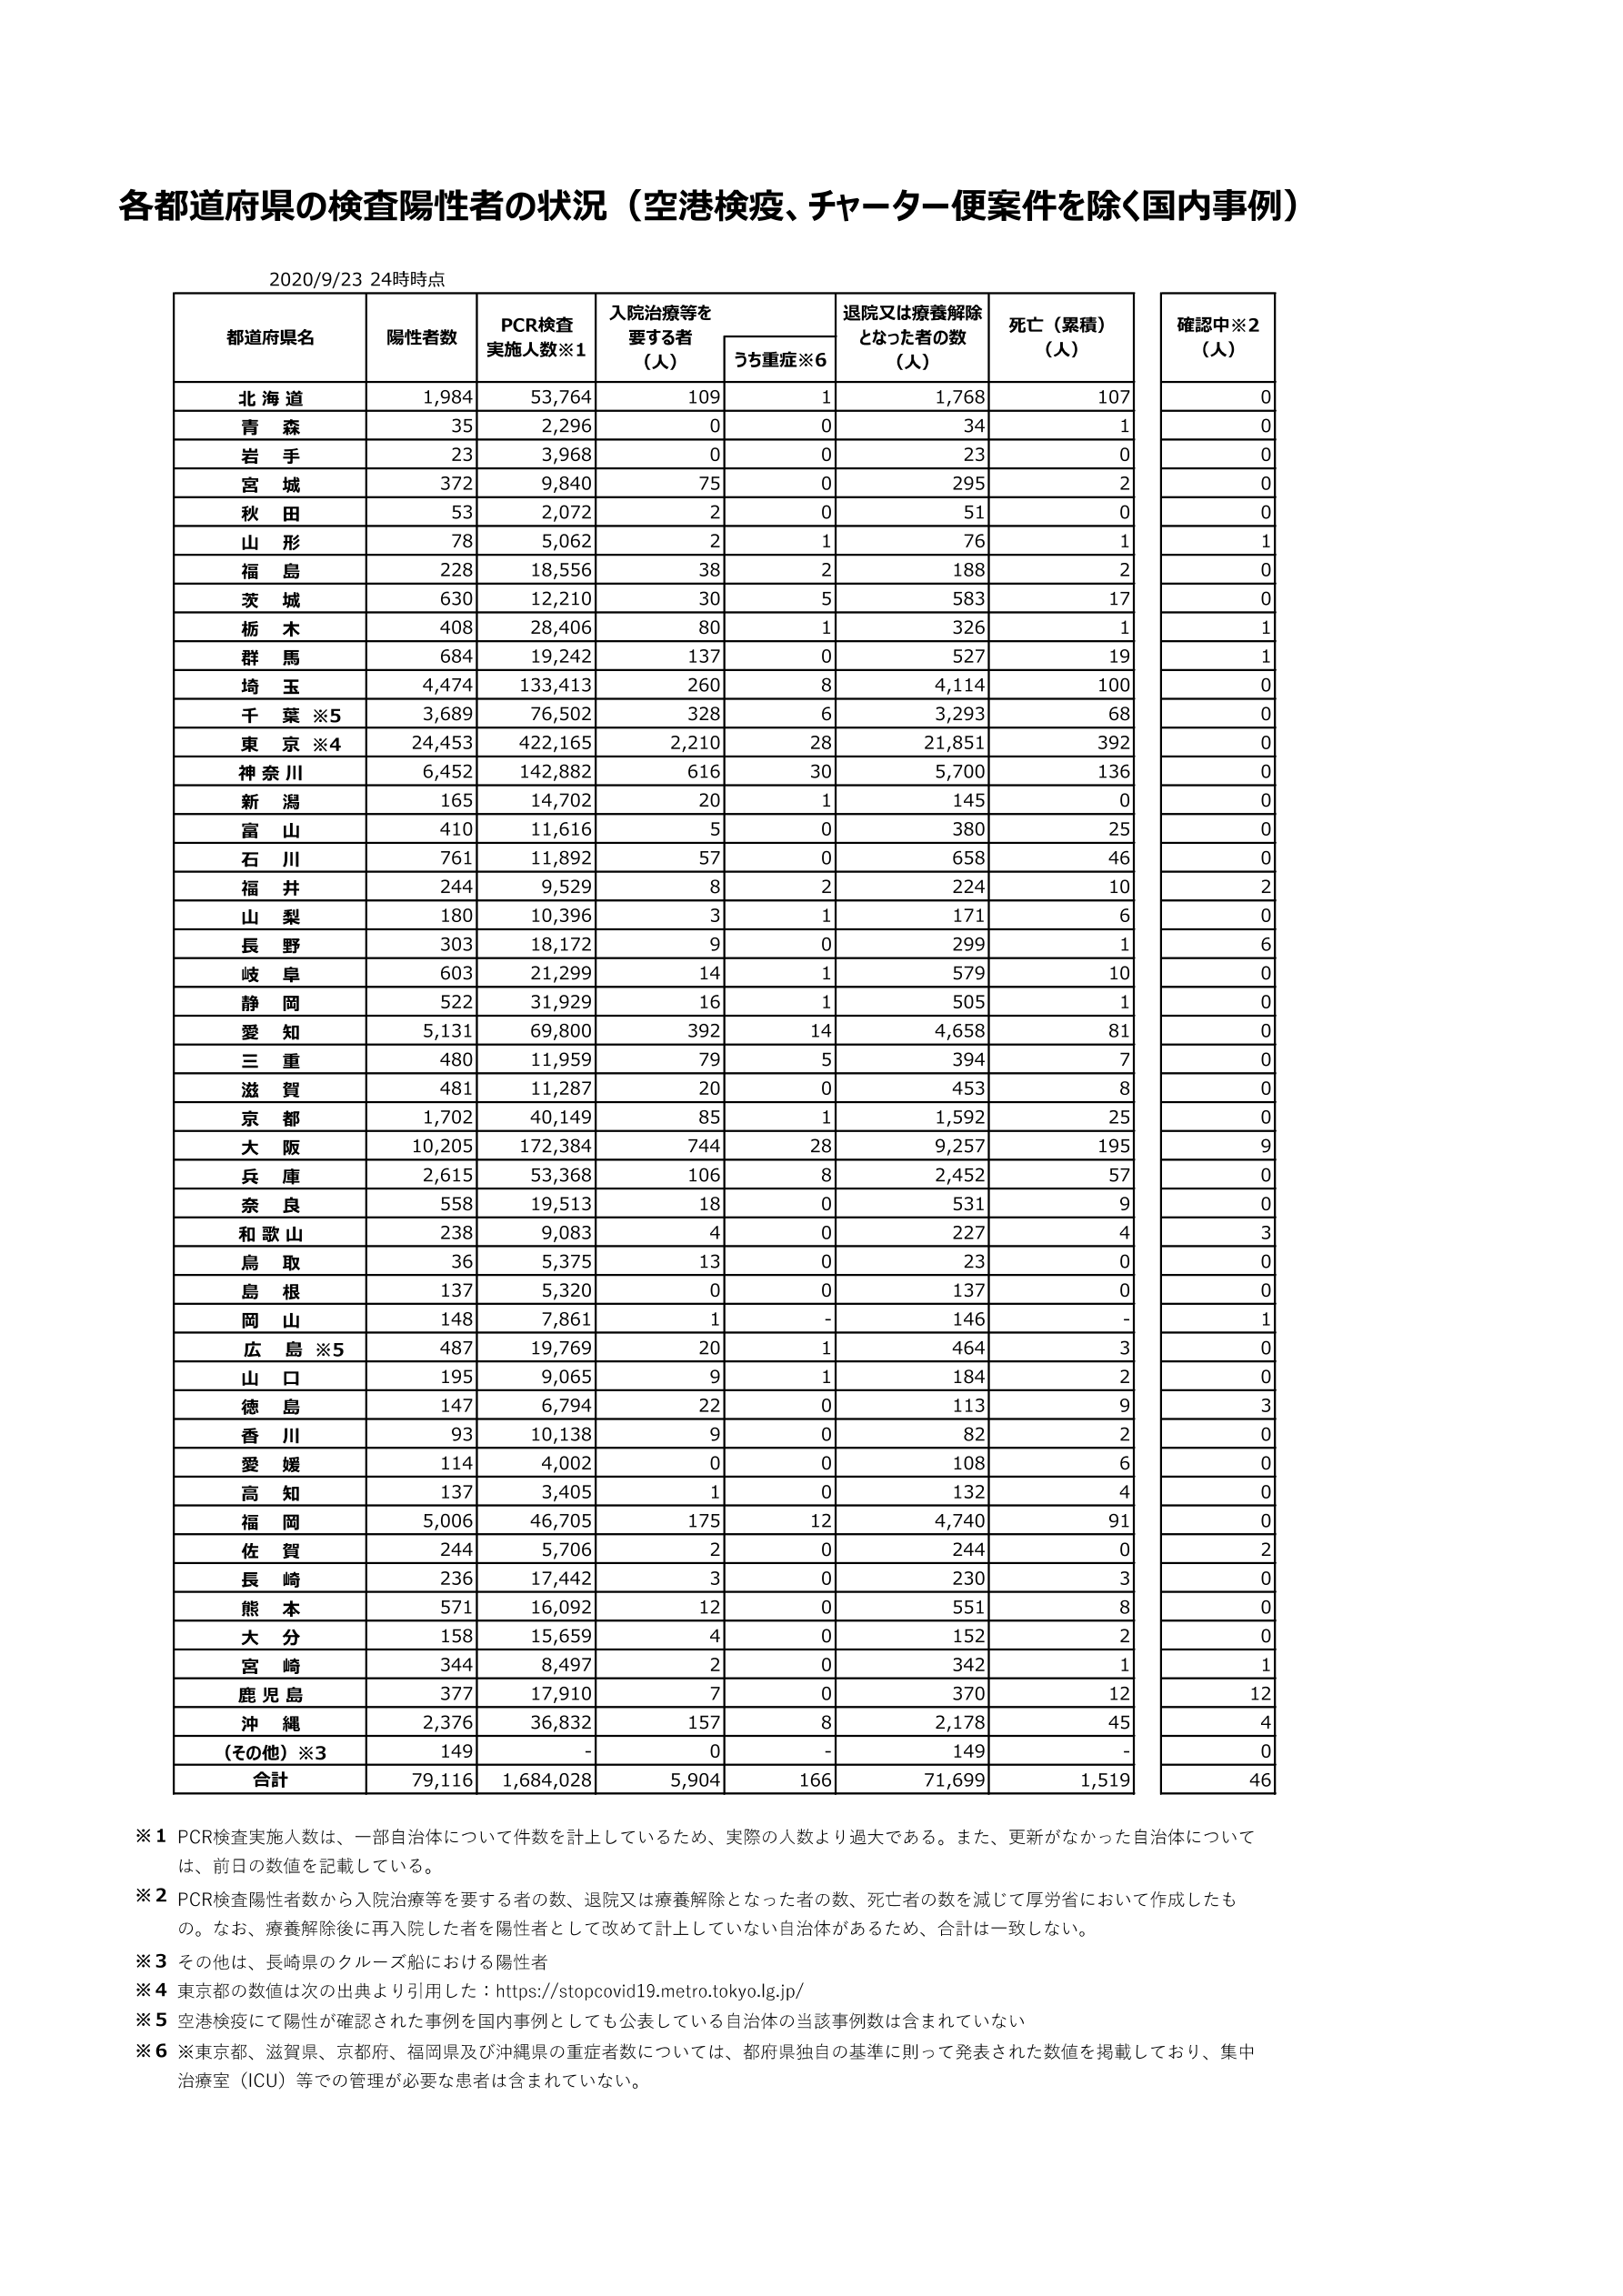 各都道府県の検査陽性者の状況（空港検疫、チャーター便案件を除く国内事例）
2020/9/23 24時時点
都道府県名 陽性者数 PCR検査実施人数※1 入院治療等を要する者（人） うち重症※6 退院又は療養解除となった者の数（人） 死亡（累積）（人） 確認中※2（人）
北海道 1,984 53,764 109 1 1,768 107 0
青森 35 2,296 0 0 34 1 0
岩手 23 3,968 0 0 23 0 0
宮城 372 9,840 75 0 295 2 0
秋田 53 2,072 2 0 51 0 0
山形 78 5,062 2 1 76 1 1
福島 228 18,556 38 2 188 2 0
茨城 630 12,210 30 5 583 17 0
栃木 408 28,406 80 1 326 1 1
群馬 684 19,242 137 0 527 19 1
埼玉 4,474 133,413 260 8 4,114 100 0
千葉 ※5 3,689 76,502 328 6 3,293 68 0
東京 ※4 24,453 422,165 2,210 28 21,851 392 0
神奈川 6,452 142,882 616 30 5,700 136 0
新潟 165 14,702 20 1 145 0 0
富山 410 11,616 5 0 380 25 0
石川 761 11,892 57 0 658 46 0
福井 244 9,529 8 2 224 10 2
山梨 180 10,396 3 1 171 6 0
長野 303 18,172 9 0 299 1 6
岐阜 603 21,299 14 1 579 10 0
静岡 522 31,929 16 1 505 1 0
愛知 5,131 69,800 392 14 4,658 81 0
三重 480 11,959 79 5 394 7 0
滋賀 481 11,287 20 0 453 8 0
京都 1,702 40,149 85 1 1,592 25 0
大阪 10,205 172,384 744 28 9,257 195 9
兵庫 2,615 53,368 106 8 2,452 57 0
奈良 558 19,513 18 0 531 9 0
和歌山 238 9,083 4 0 227 4 3
鳥取 36 5,375 13 0 23 0 0
島根 137 5,320 0 0 137 0 0
岡山 148 7,861 1 - 146 - 1
広島 ※5 487 19,769 20 1 464 3 0
山口 195 9,065 9 1 184 2 0
徳島 147 6,794 22 0 113 9 3
香川 93 10,138 9 0 82 2 0
愛媛 114 4,002 0 0 108 6 0
高知 137 3,405 1 0 132 4 0
福岡 5,006 46,705 175 12 4,740 91 0
佐賀 244 5,706 2 0 244 0 2
長崎 236 17,442 3 0 230 3 0
熊本 571 16,092 12 0 551 8 0
大分 158 15,659 4 0 152 2 0
宮崎 344 8,497 2 0 342 1 1
鹿児島 377 17,910 7 0 370 12 12
沖縄 2,376 36,832 157 8 2,178 45 4
（その他）※3 149 - 0 - 149 - 0
合計 79,116 1,684,028 5,904 166 71,699 1,519 46
※1 PCR検査実施人数は、一部自治体について件数を計上しているため、実際の人数より過大である。また、更新がなかった自治体について
は、前日の数値を記載している。
※2 PCR検査陽性者数から入院治療等を要する者の数、退院又は療養解除となった者の数、死亡者の数を減じて厚労省において作成したも
の。なお、療養解除後に再入院した者を陽性者として改めて計上していない自治体があるため、合計は一致しない。
※3 その他は、長崎県のクルーズ船における陽性者
※4 東京都の数値は次の出典より引用した：https://stopcovid19.metro.tokyo.lg.jp/
※5 空港検疫にて陽性が確認された事例を国内事例としても公表している自治体の当該事例数は含まれていない
※6 ※東京都、滋賀県、京都府、福岡県及び沖縄県の重症者数については、都府県独自の基準に則って発表された数値を掲載しており、集中
治療室（ICU）等での管理が必要な患者は含まれていない。